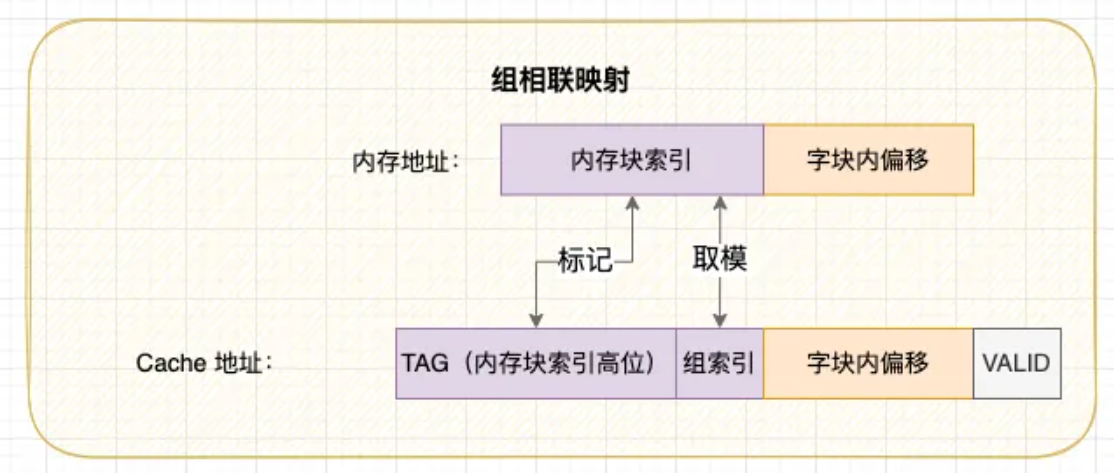 组相联映射
内存地址：
内存块索引
字块内偏移
标记
取模
Cache 地址：
TAG（内存块索引高位）
组索引
字块内偏移
VALID